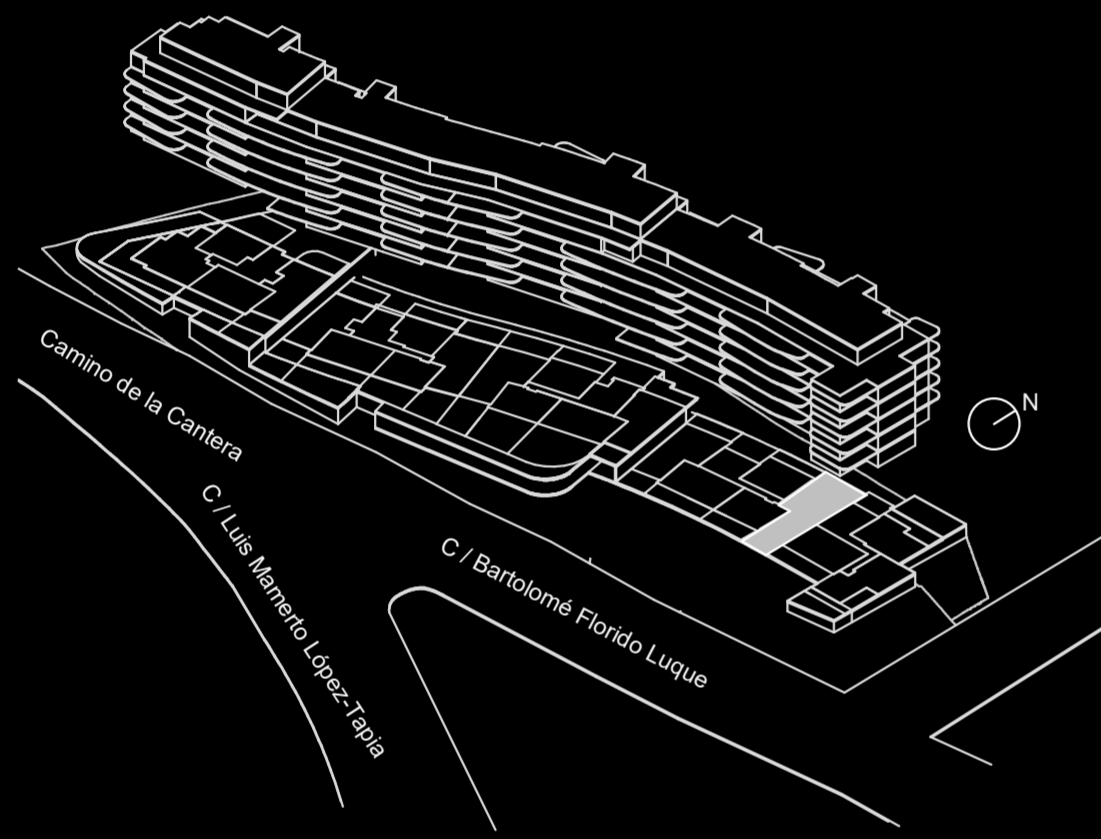 N
Camino de la Cantera
C / Luis Mamerto López-Tapia
C / Bartolomé Florido Luque